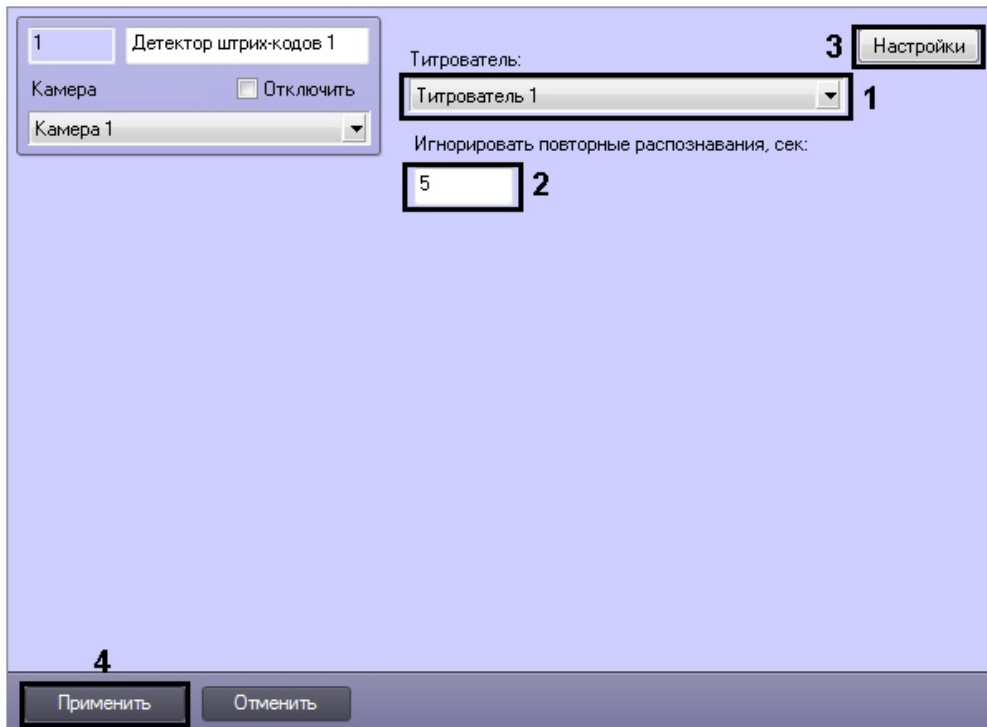 1
Детектор штрих-кодов 1
Камера
Отключить
Камера 1
Титрователь:
3
Настройки
Титрователь 1
1
Игнорировать повторные распознавания, сек:
5
2
4
Применить
Отменить